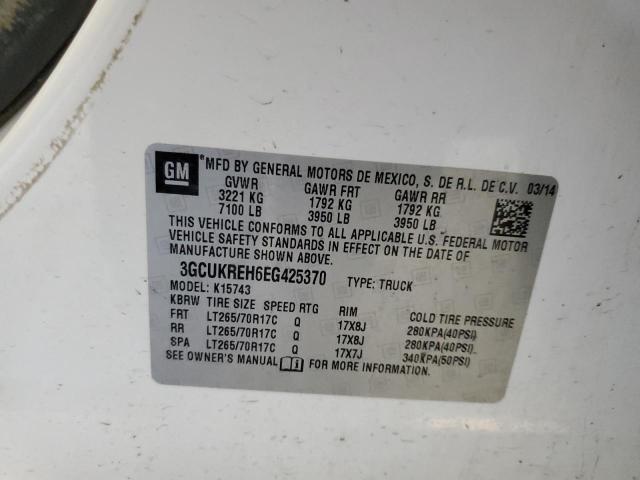 GM ® MFD BY GENERAL MOTORS DE MEXICO, S. DE R.L. DE C.V. 03/14
GVWR GAWR FRT GAWR RR
3221 KG 1792 KG 1792 KG
7100 LB 3950 LB 3950 LB
THIS VEHICLE CONFORMS TO ALL APPLICABLE U.S. FEDERAL MOTOR
VEHICLE SAFETY STANDARDS IN EFFECT ON THE DATE OF
MANUFACTURE SHOWN ABOVE.
3GCUKREH6EG425370 TYPE: TRUCK
MODEL: K15743
KBRW TIRE SIZE SPEED RTG RIM COLD TIRE PRESSURE
FRT LT265/70R17C Q 17X8J 280KPA(40PSI)
RR LT265/70R17C Q 17X8J 280KPA(40PSI)
SPA LT265/70R17C Q 17X7J 340KPA(50PSI)
SEE OWNER'S MANUAL FOR MORE INFORMATION.